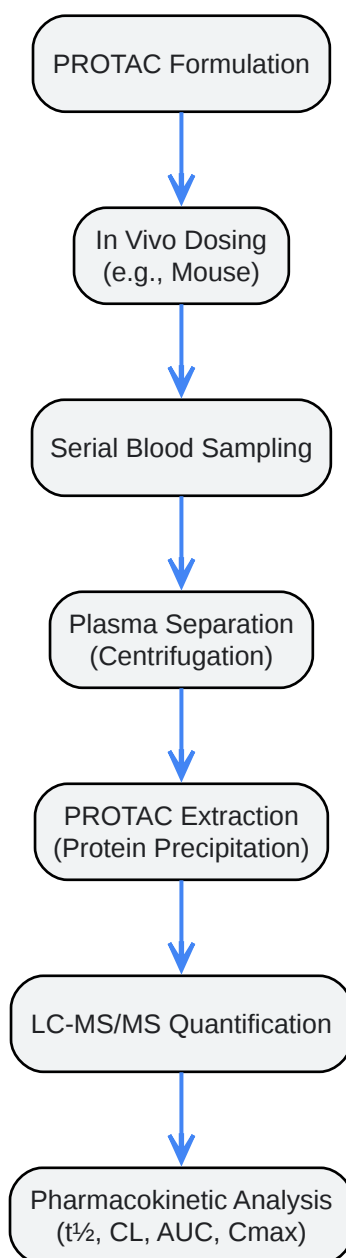 PROTAC Formulation
In Vivo Dosing
(e.g., Mouse)
Serial Blood Sampling
Plasma Separation
(Centrifugation)
PROTAC Extraction
(Protein Precipitation)
LC-MS/MS Quantification
Pharmacokinetic Analysis
(t½, CL, AUC, Cmax)